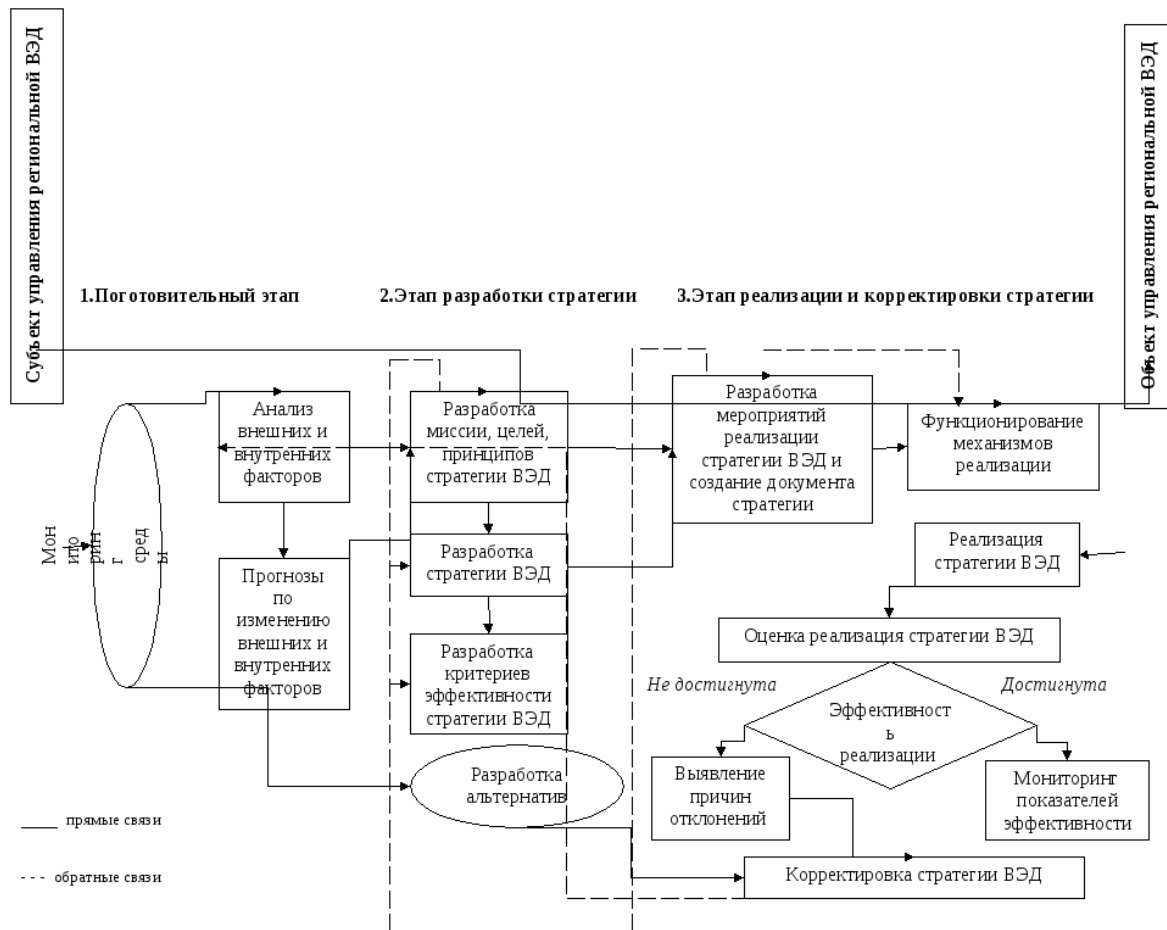 Субъект управления региональной ВЭД
Объект управления региональной ВЭД
1.Поготовительный этап
2.Этап разработки стратегии
3.Этап реализации и корректировки стратегии
Мон
ито
рин
г
сред
ы
Анализ
внешних и
внутренних
факторов
Прогнозы
по
изменению
внешних и
внутренних
факторов
Разработка
миссии, целей,
принципов
стратегии ВЭД
Разработка
стратегии ВЭД
Разработка
критериев
эффективности
стратегии ВЭД
Разработка
альтернатив
Разработка
мероприятий
реализации
стратегии ВЭД и
создание документа
стратегии
Функционирование
механизмов
реализации
Реализация
стратегии ВЭД
Оценка реализация стратегии ВЭД
Не достигнута
Достигнута
Эффективност
ь
реализации
Выявление
причин
отклонений
Мониторинг
показателей
эффективности
Корректировка стратегии ВЭД
прямые связи
обратные связи